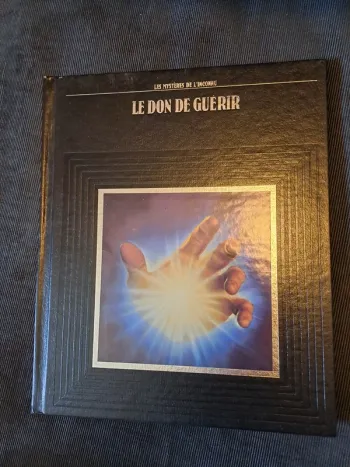 LES MYSTÈRES DE L'INCONNU
LE DON DE GUÉRIR